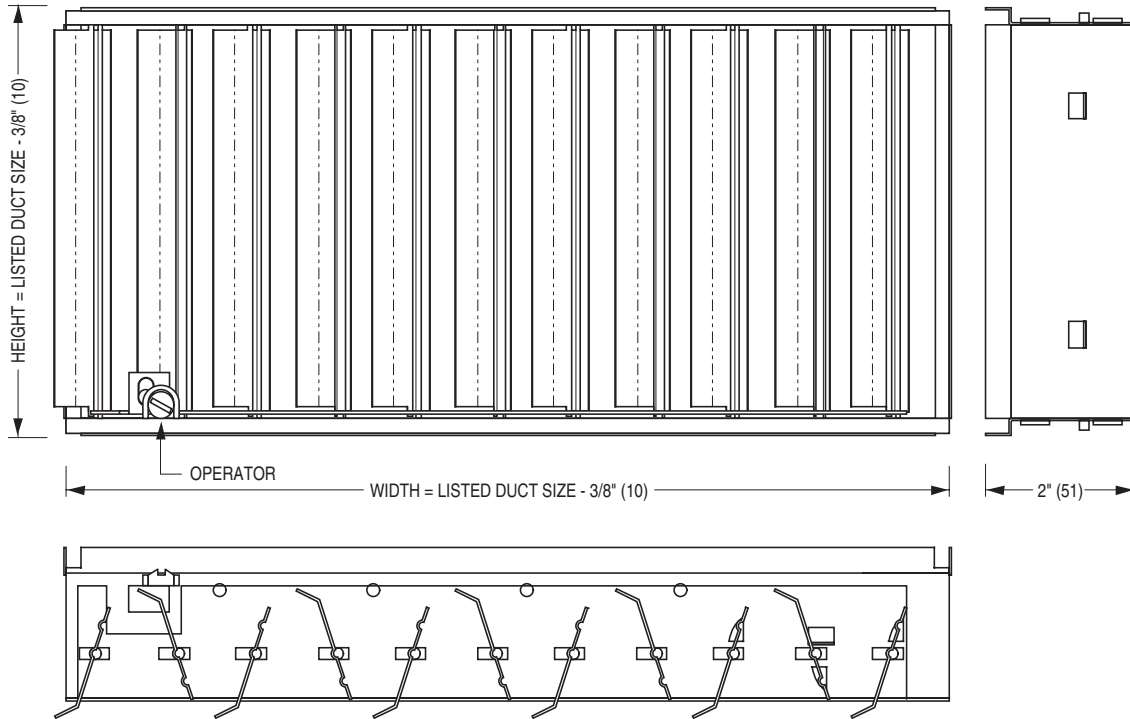 HEIGHT = LISTED DUCT SIZE - 3/8" (10)
OPERATOR
WIDTH = LISTED DUCT SIZE - 3/8" (10)
2" (51)